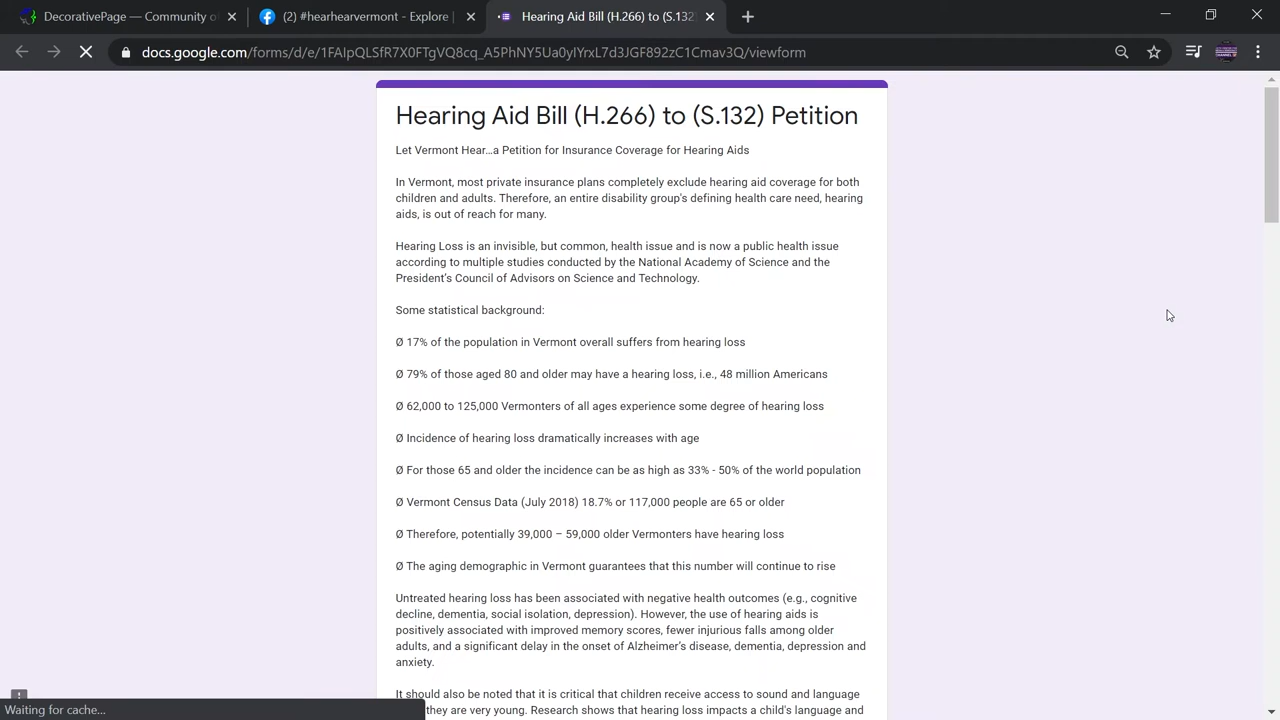 DecorativePage — Community o
(2) #hearhearvermont - Explore
Hearing Aid Bill (H.266) to (S.132)
docs.google.com/forms/d/e/1FAIpQLSfR7X0FTgVQ8cq_A5PhNY5Ua0yIYrxL7d3JGF892zC1Cmav3Q/viewform
Hearing Aid Bill (H.266) to (S.132) Petition
Let Vermont Hear...a Petition for Insurance Coverage for Hearing Aids
In Vermont, most private insurance plans completely exclude hearing aid coverage for both
children and adults. Therefore, an entire disability group's defining health care need, hearing
aids, is out of reach for many.
Hearing Loss is an invisible, but common, health issue and is now a public health issue
according to multiple studies conducted by the National Academy of Science and the
President's Council of Advisors on Science and Technology.
Some statistical background:
Ø 17% of the population in Vermont overall suffers from hearing loss
Ø 79% of those aged 80 and older may have a hearing loss, i.e., 48 million Americans
Ø 62,000 to 125,000 Vermonters of all ages experience some degree of hearing loss
Ø Incidence of hearing loss dramatically increases with age
Ø For those 65 and older the incidence can be as high as 33% - 50% of the world population
Ø Vermont Census Data (July 2018) 18.7% or 117,000 people are 65 or older
Ø Therefore, potentially 39,000 – 59,000 older Vermonters have hearing loss
Ø The aging demographic in Vermont guarantees that this number will continue to rise
Untreated hearing loss has been associated with negative health outcomes (e.g., cognitive
decline, dementia, social isolation, depression). However, the use of hearing aids is
positively associated with improved memory scores, fewer injurious falls among older
adults, and a significant delay in the onset of Alzheimer's disease, dementia, depression and
anxiety.
It should also be noted that it is critical that children receive access to sound and language
they are very young. Research shows that hearing loss impacts a child's language and
Waiting for cache...